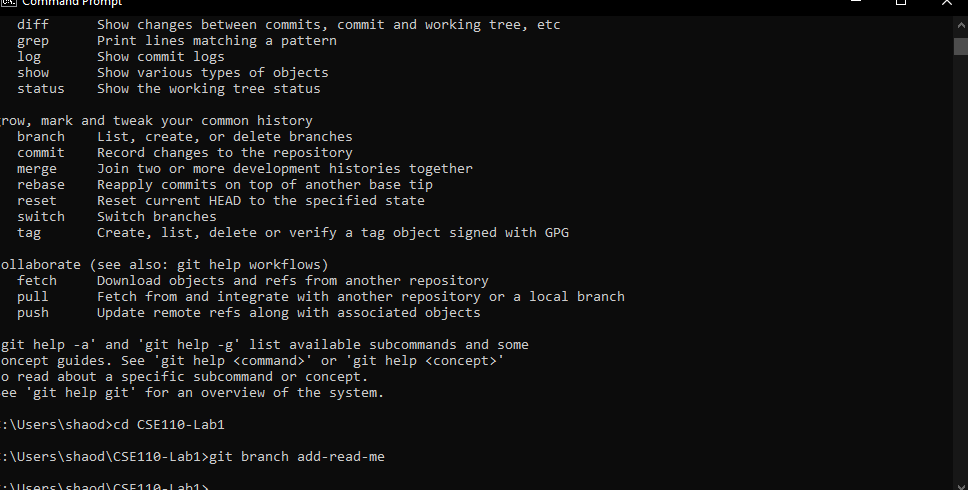 Command Prompt
diff Show changes between commits, commit and working tree, etc
grep Print lines matching a pattern
log Show commit logs
show Show various types of objects
status Show the working tree status
row, mark and tweak your common history
branch List, create, or delete branches
commit Record changes to the repository
merge Join two or more development histories together
rebase Reapply commits on top of another base tip
reset Reset current HEAD to the specified state
switch Switch branches
tag Create, list, delete or verify a tag object signed with GPG
ollaborate (see also: git help workflows)
fetch Download objects and refs from another repository
pull Fetch from and integrate with another repository or a local branch
push Update remote refs along with associated objects
git help -a' and 'git help -g' list available subcommands and some
oncept guides. See 'git help <command>' or 'git help <concept>'
o read about a specific subcommand or concept.
ee 'git help git' for an overview of the system.
:\Users\shaod>cd CSE110-Lab1
:\Users\shaod\CSE110-Lab1>git branch add-read-me
:\Users\shaod\CSE110-Lab1>